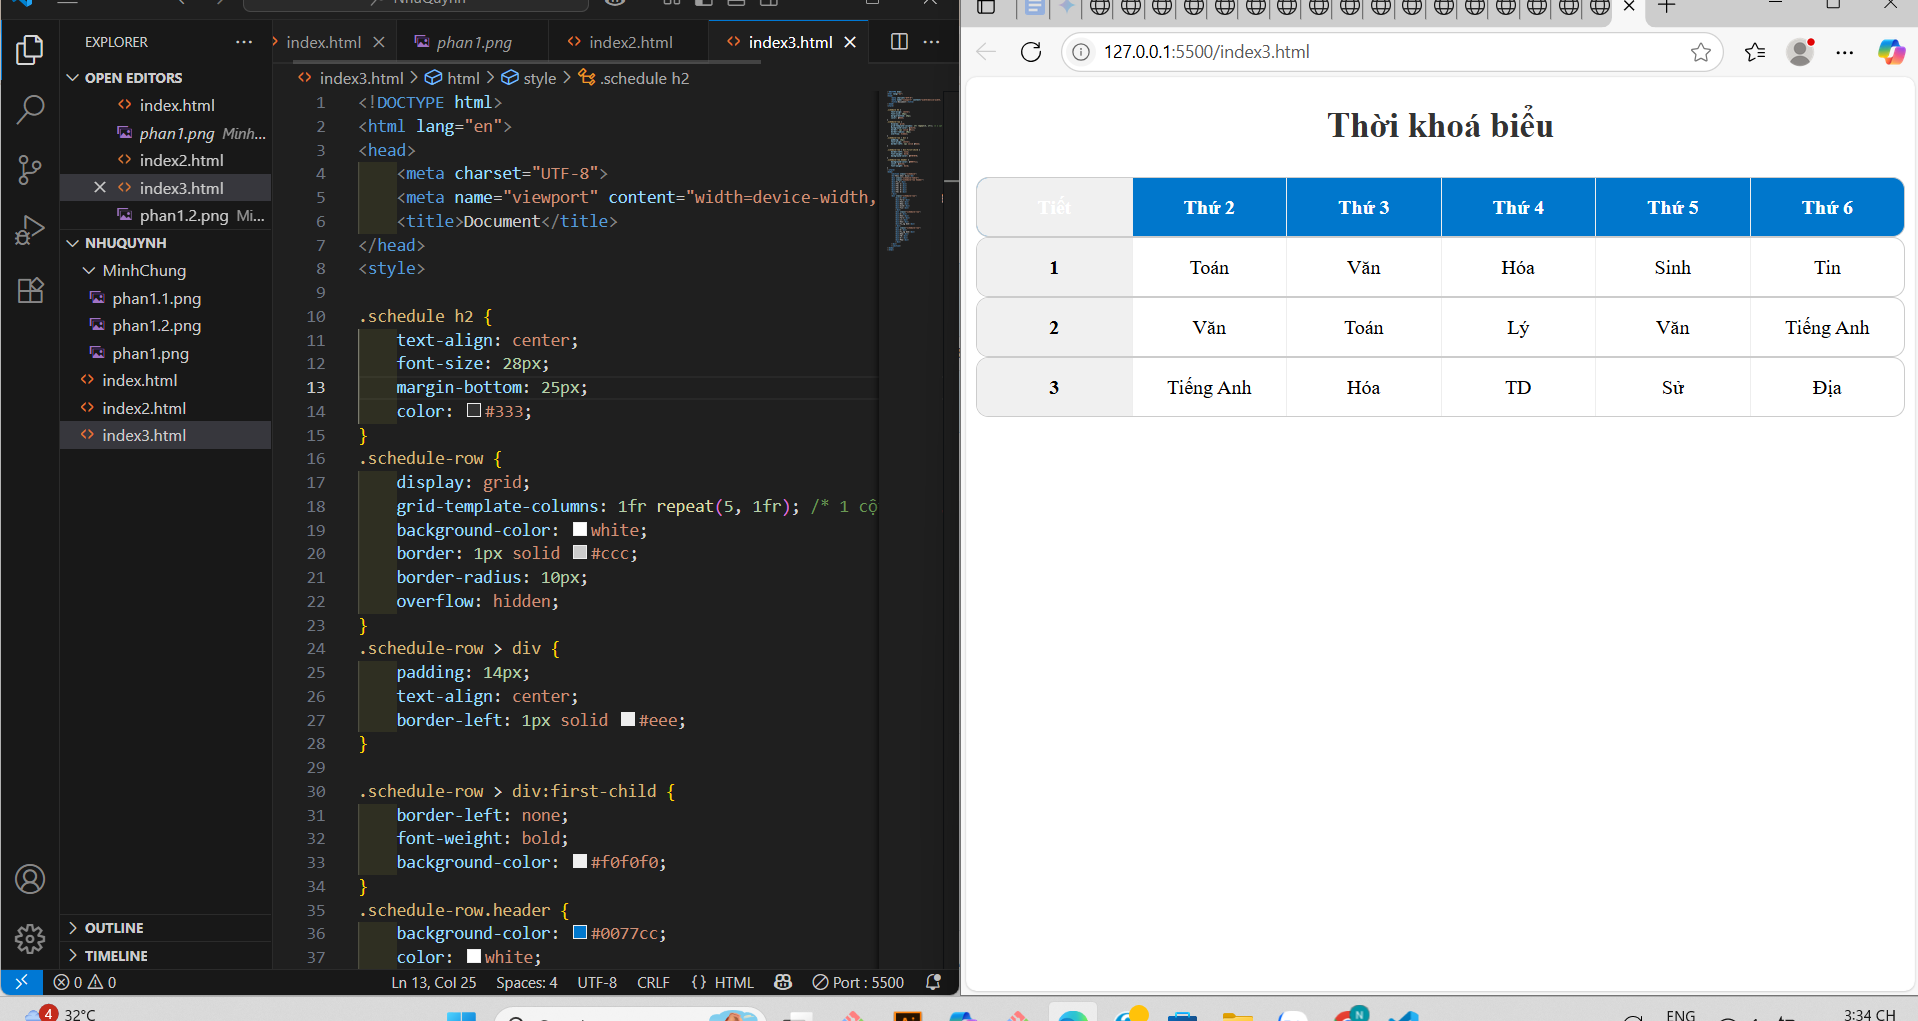 NhuQuynh
EXPLORER
index.html
phan1.png
index2.html
index3.html
127.0.0.1:5500/index3.html
OPEN EDITORS
index.html
phan1.png Minh...
index2.html
index3.html
phan1.2.png Mi...
NHUQUYNH
MinhChung
phan1.1.png
phan1.2.png
phan1.png
index.html
index2.html
index3.html
OUTLINE
TIMELINE
index3.html > html > style > .schedule h2
1 <!DOCTYPE html>
2 <html lang="en">
3 <head>
4 <meta charset="UTF-8">
5 <meta name="viewport" content="width=device-width,
6 <title>Document</title>
7 </head>
8 <style>
9
10 .schedule h2 {
11 text-align: center;
12 font-size: 28px;
13 margin-bottom: 25px;
14 color: #333;
15 }
16 .schedule-row {
17 display: grid;
18 grid-template-columns: 1fr repeat(5, 1fr); /* 1 cộ
19 background-color: white;
20 border: 1px solid #ccc;
21 border-radius: 10px;
22 overflow: hidden;
23 }
24 .schedule-row > div {
25 padding: 14px;
26 text-align: center;
27 border-left: 1px solid #eee;
28 }
29
30 .schedule-row > div:first-child {
31 border-left: none;
32 font-weight: bold;
33 background-color: #f0f0f0;
34 }
35 .schedule-row.header {
36 background-color: #0077cc;
37 color: white;
0 0
Ln 13, Col 25 Spaces: 4 UTF-8 CRLF {} HTML Port : 5500
Thời khoá biểu
Tiết Thứ 2 Thứ 3 Thứ 4 Thứ 5 Thứ 6
1 Toán Văn Hóa Sinh Tin
2 Văn Toán Lý Văn Tiếng Anh
3 Tiếng Anh Hóa TD Sử Địa
4
32°C
ENG
3:34 CH